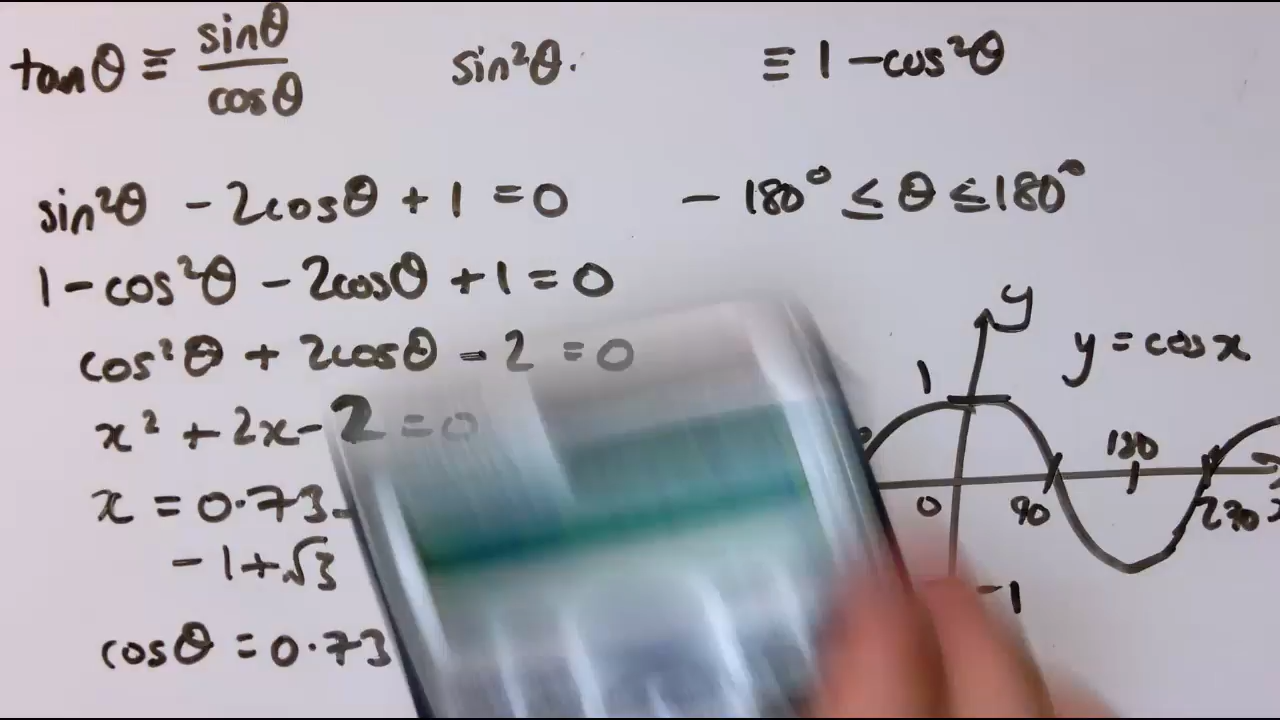 tanθ ≡ sinθ/cosθ sin²θ. ≡ 1 - cos²θ
sin²θ - 2cosθ + 1 = 0 - 180° ≤ θ ≤ 180°
1 - cos²θ - 2cosθ + 1 = 0
cos²θ + 2cosθ - 2 = 0
x² + 2x - 2 = 0
x = 0.73
- 1 + √3
cosθ = 0.73
y
y = cosx
1
180
0 90 270
-1